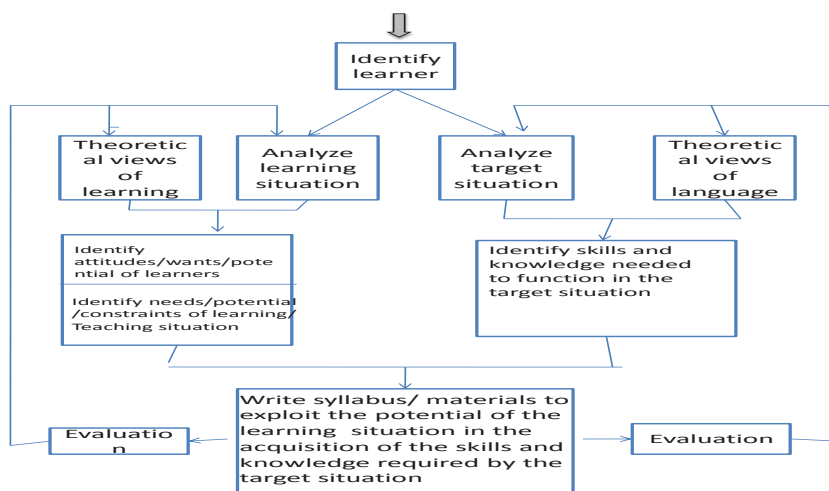 Identify
learner
Theoretic
al views
of
learning
Analyze
learning
situation
Analyze
target
situation
Theoretic
al views
of
language
Identify
attitudes/wants/pote
ntial of learners
Identify needs/potential
/constraints of learning/
Teaching situation
Identify skills and
knowledge needed
to function in the
target situation
Write syllabus/ materials to
exploit the potential of the
learning situation in the
acquisition of the skills and
knowledge required by the
target situation
Evaluatio
n
Evaluation